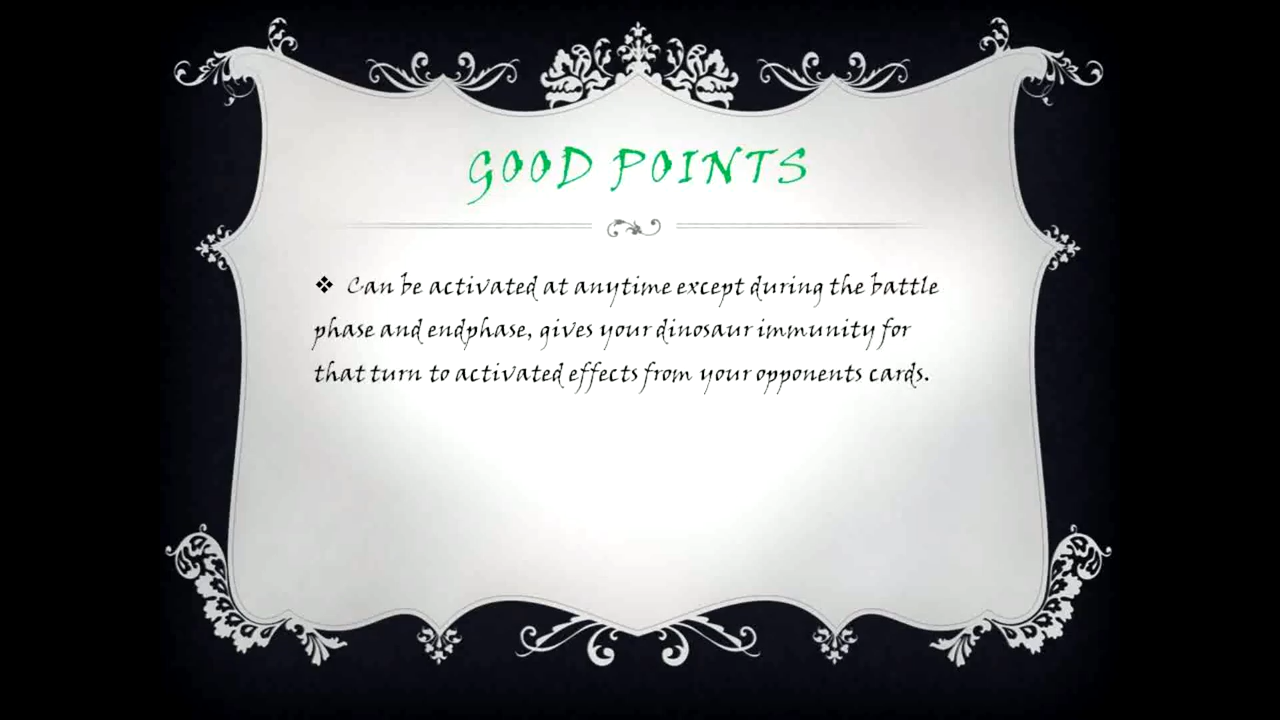 GOOD POINTS
❖ Can be activated at anytime except during the battle
phase and endphase, gives your dinosaur immunity for
that turn to activated effects from your opponents cards.